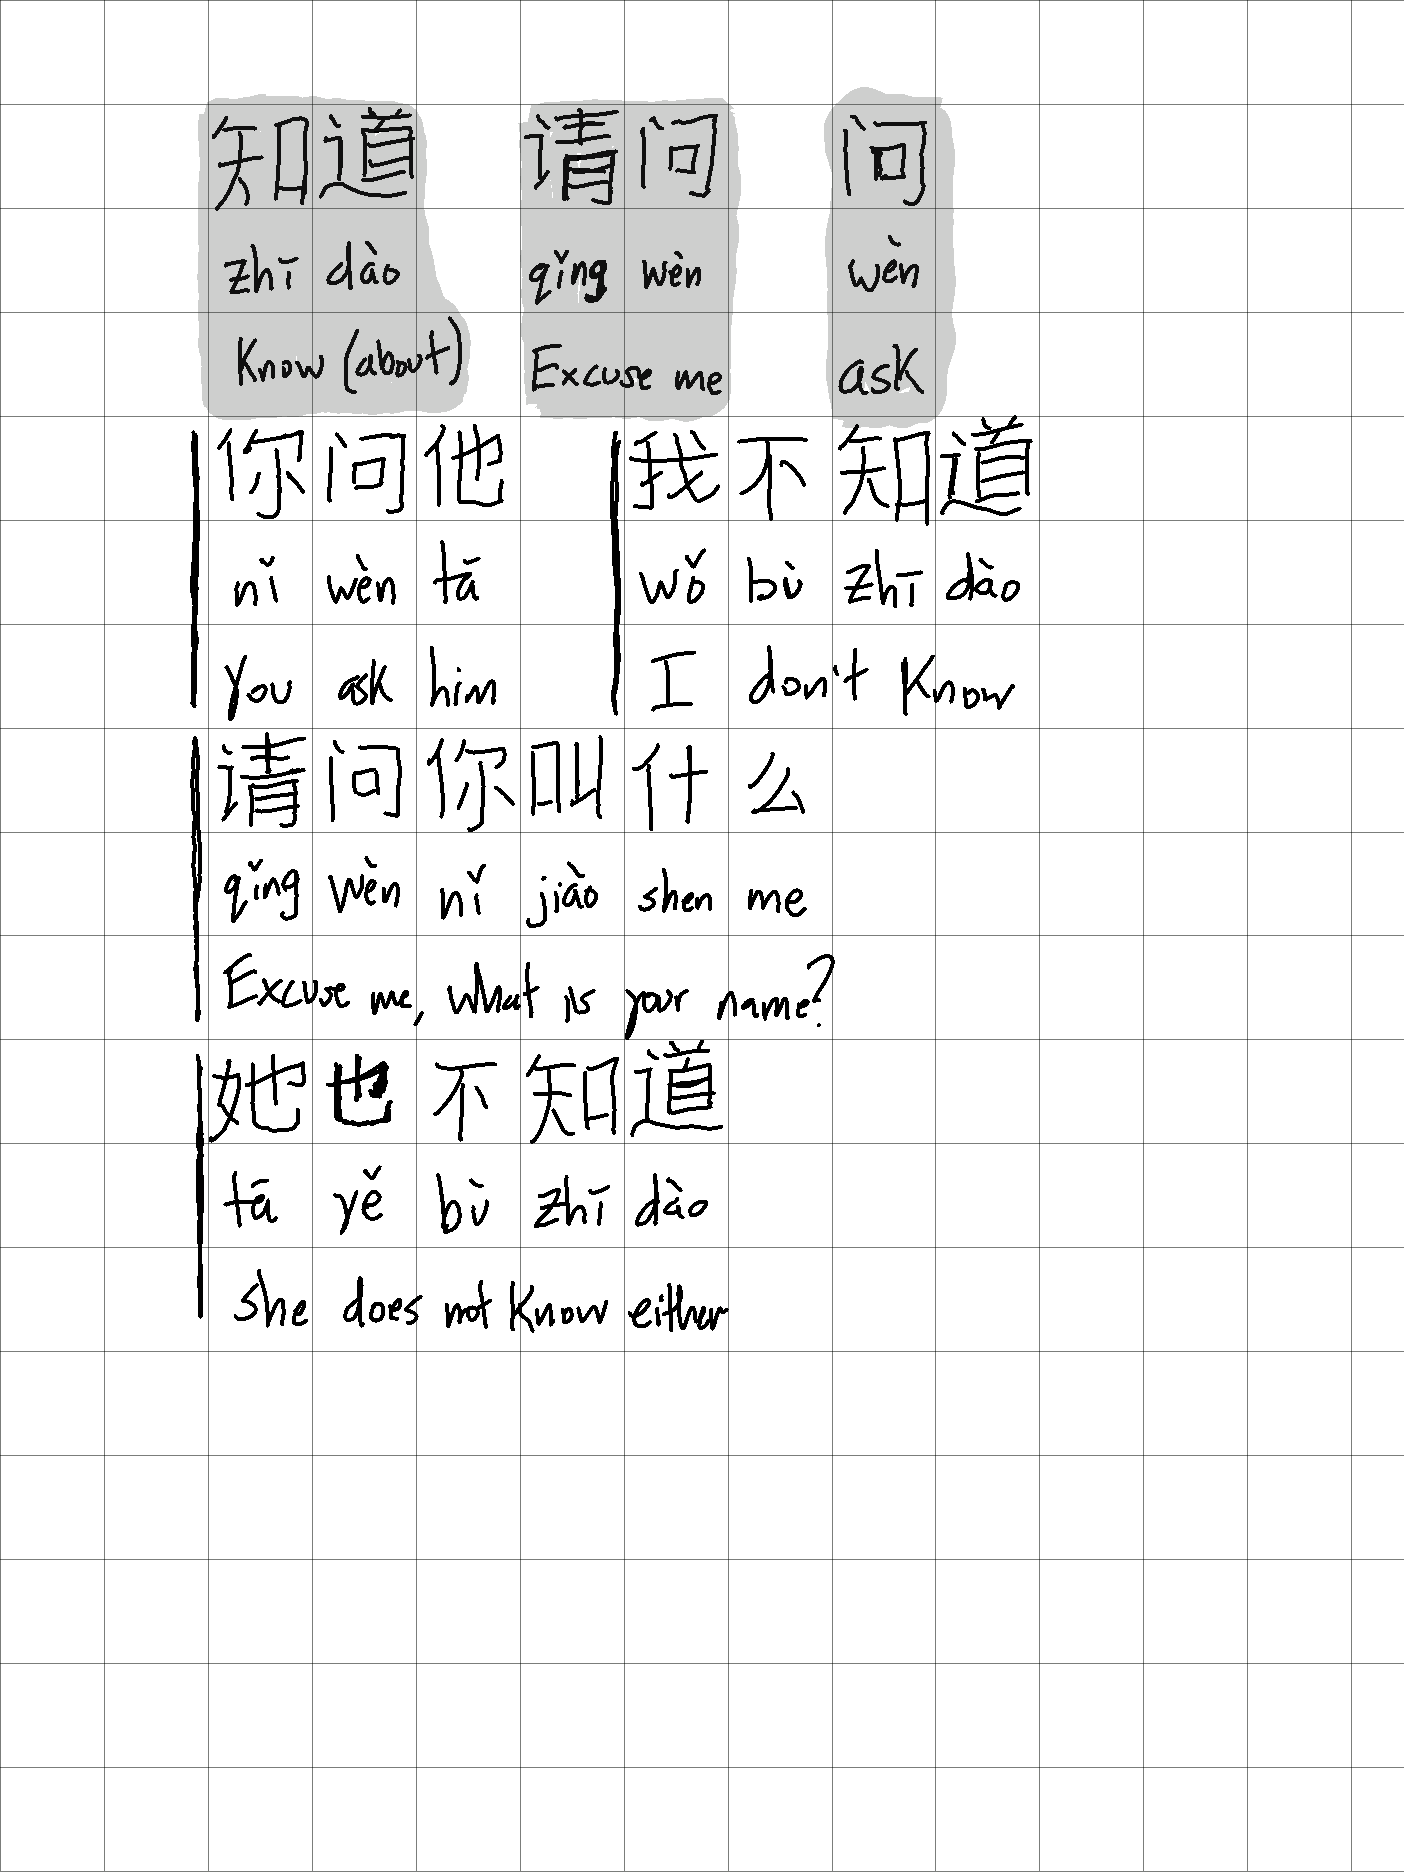 知道 请问 问
zhī dào qǐng wèn wèn
Know (about) Excuse me ask
你问他 我不知道
nǐ wèn tā wǒ bù zhī dào
you ask him I don't know
请问你叫什么
qǐng wèn nǐ jiào shen me
Excuse me, what is your name?
她也不知道
tā yě bù zhī dào
she does not know either